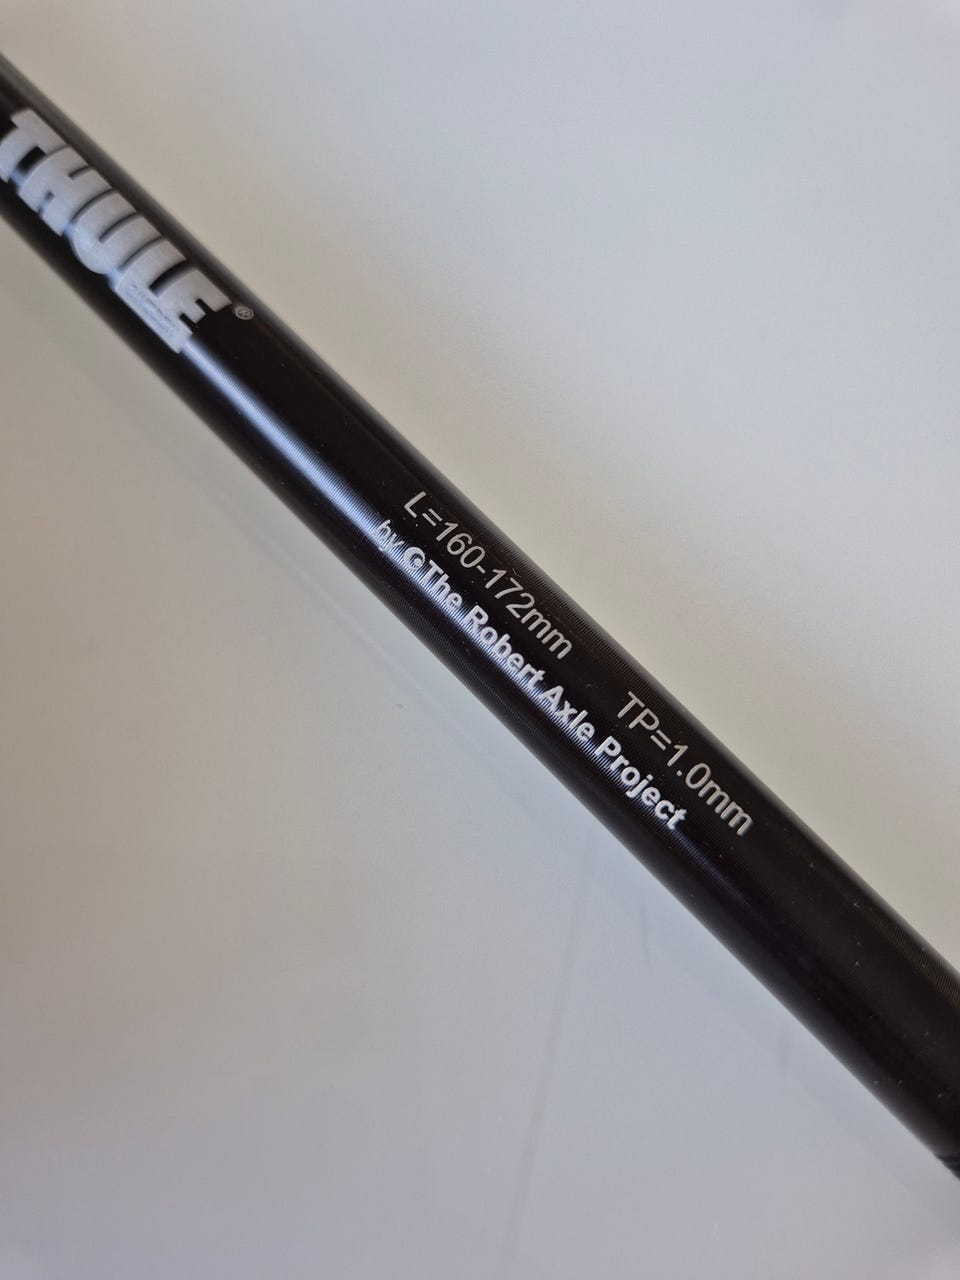 THULE®
L=160-172mm TP=1.0mm
by ©The Robert Axle Project